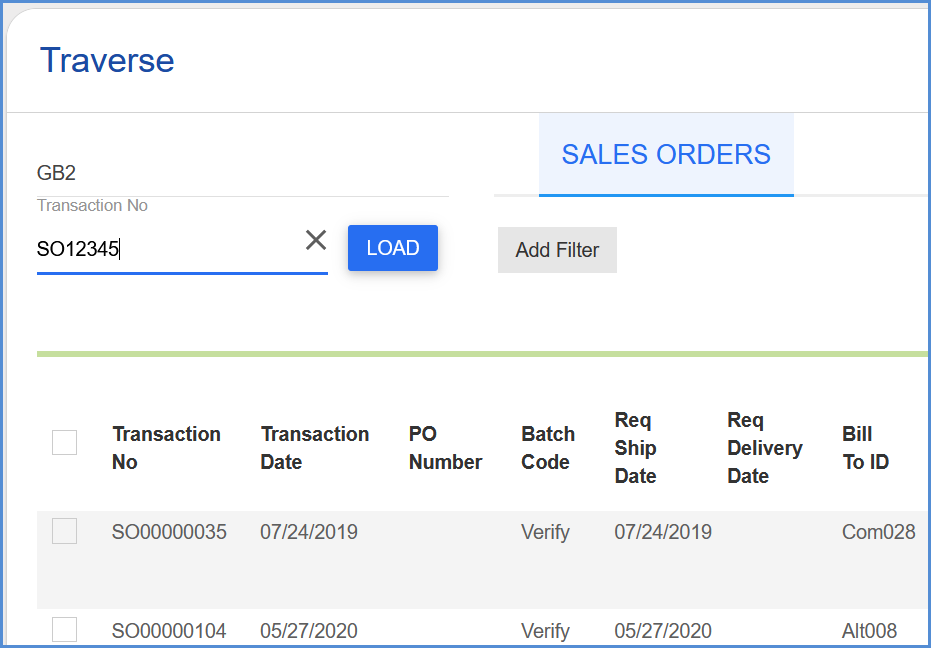 Traverse
SALES ORDERS
GB2
Transaction No
SO12345
LOAD
Add Filter
Transaction No Transaction Date PO Number Batch Code Req Ship Date Req Delivery Date Bill To ID
SO00000035 07/24/2019 Verify 07/24/2019 Com028
SO00000104 05/27/2020 Verify 05/27/2020 Alt008